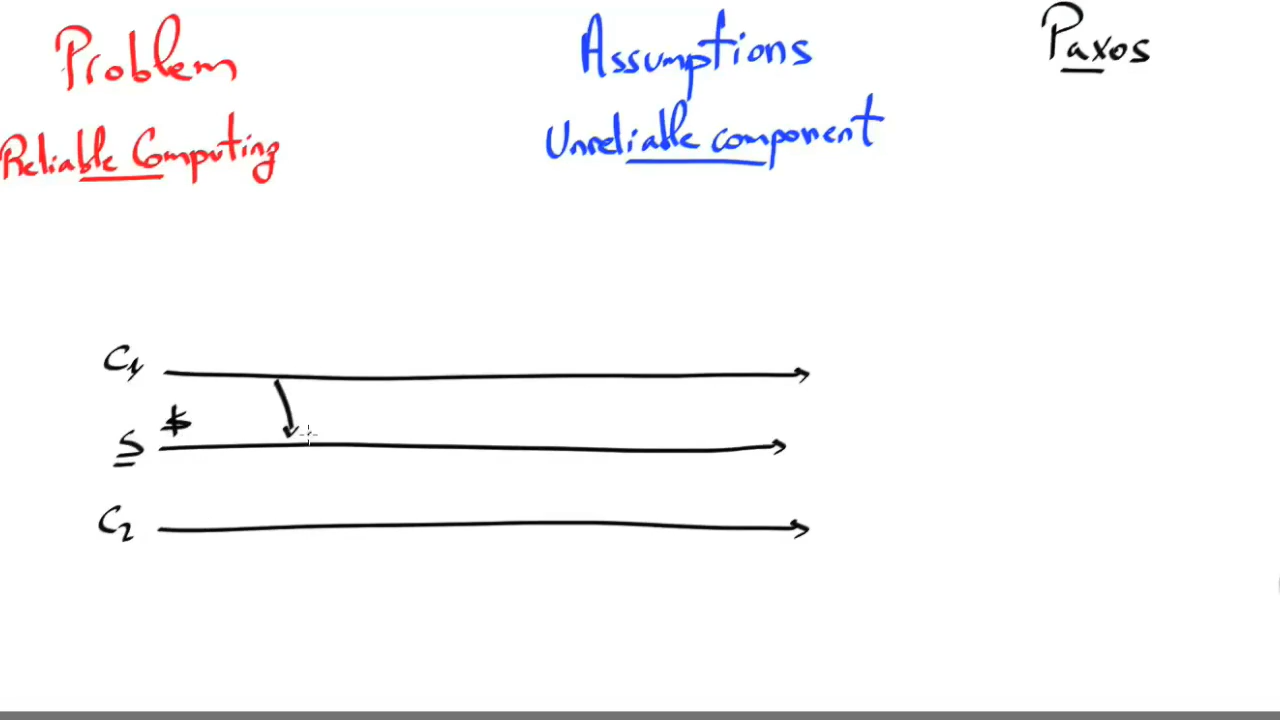 Problem
Reliable Computing
Assumptions
Unreliable component
Paxos
C1
$
S
C2